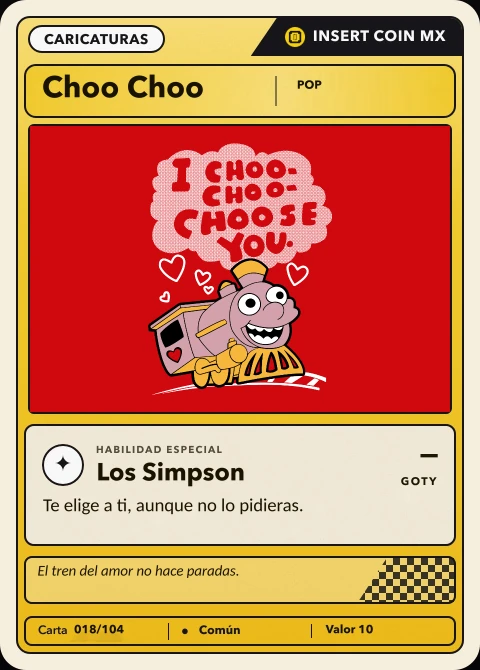 CARICATURAS
INSERT COIN MX
Choo Choo
POP
I CHOO-
CHOO-
CHOOSE
YOU.
HABILIDAD ESPECIAL
Los Simpson
—
GOTY
Te elige a ti, aunque no lo pidieras.
El tren del amor no hace paradas.
Carta 018/104
• Común
Valor 10